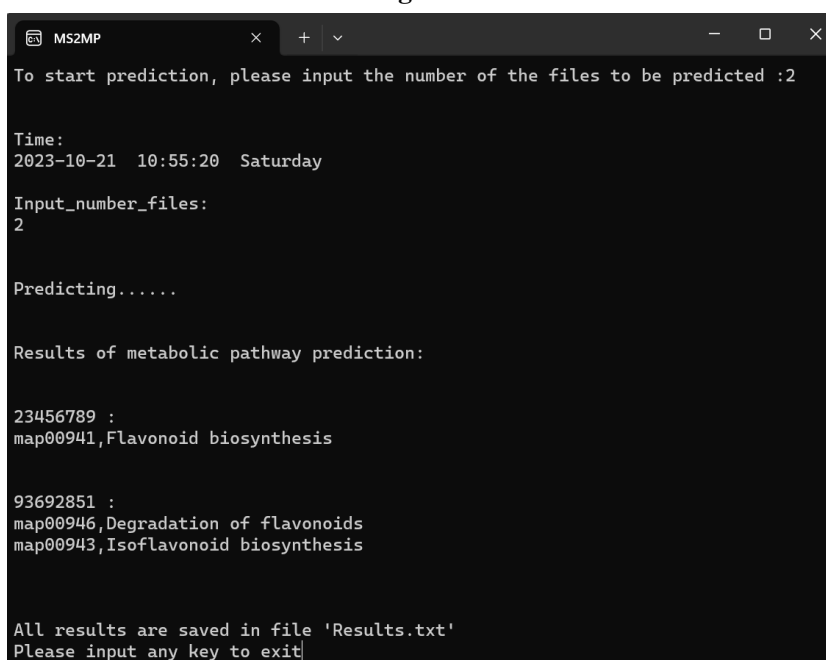 MS2MP
To start prediction, please input the number of the files to be predicted :2
Time:
2023-10-21  10:55:20  Saturday
Input_number_files:
2
Predicting......
Results of metabolic pathway prediction:
23456789 :
map00941,Flavonoid biosynthesis
93692851 :
map00946,Degradation of flavonoids
map00943,Isoflavonoid biosynthesis
All results are saved in file 'Results.txt'
Please input any key to exit